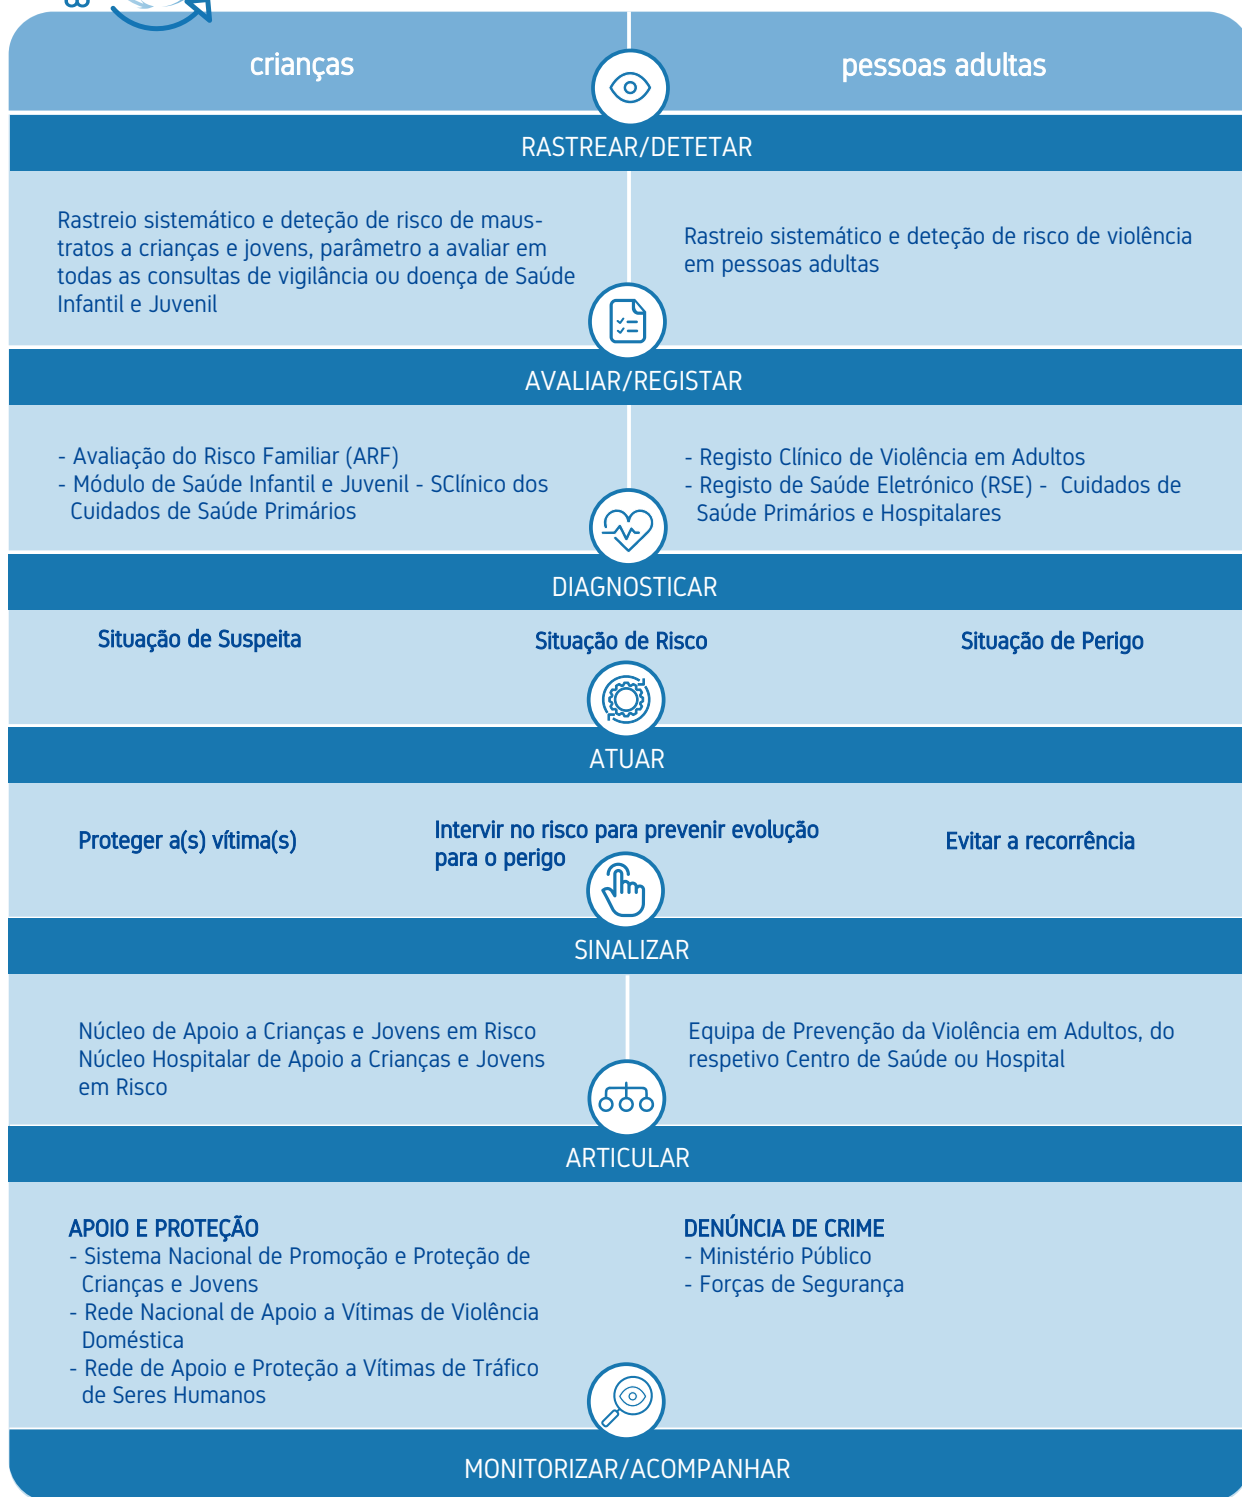 crianças
pessoas adultas
RASTREAR/DETETAR
Rastreio sistemático e deteção de risco de maus-
tratos a crianças e jovens, parâmetro a avaliar em
todas as consultas de vigilância ou doença de Saúde
Infantil e Juvenil
Rastreio sistemático e deteção de risco de violência
em pessoas adultas
AVALIAR/REGISTAR
- Avaliação do Risco Familiar (ARF)
- Módulo de Saúde Infantil e Juvenil - SClínico dos
Cuidados de Saúde Primários
- Registo Clínico de Violência em Adultos
- Registo de Saúde Eletrónico (RSE) - Cuidados de
Saúde Primários e Hospitalares
DIAGNOSTICAR
Situação de Suspeita
Situação de Risco
Situação de Perigo
ATUAR
Proteger a(s) vítima(s)
Intervir no risco para prevenir evolução
para o perigo
Evitar a recorrência
SINALIZAR
Núcleo de Apoio a Crianças e Jovens em Risco
Núcleo Hospitalar de Apoio a Crianças e Jovens
em Risco
Equipa de Prevenção da Violência em Adultos, do
respetivo Centro de Saúde ou Hospital
ARTICULAR
APOIO E PROTEÇÃO
- Sistema Nacional de Promoção e Proteção de
Crianças e Jovens
- Rede Nacional de Apoio a Vítimas de Violência
Doméstica
- Rede de Apoio e Proteção a Vítimas de Tráfico
de Seres Humanos
DENÚNCIA DE CRIME
- Ministério Público
- Forças de Segurança
MONITORIZAR/ACOMPANHAR